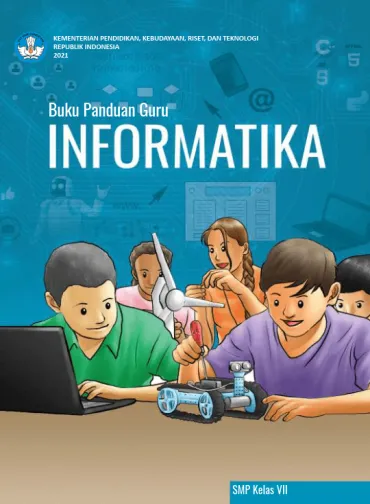 KEMENTERIAN PENDIDIKAN, KEBUDAYAAN, RISET, DAN TEKNOLOGI
REPUBLIK INDONESIA
2021
Buku Panduan Guru
INFORMATIKA
SMP Kelas VII